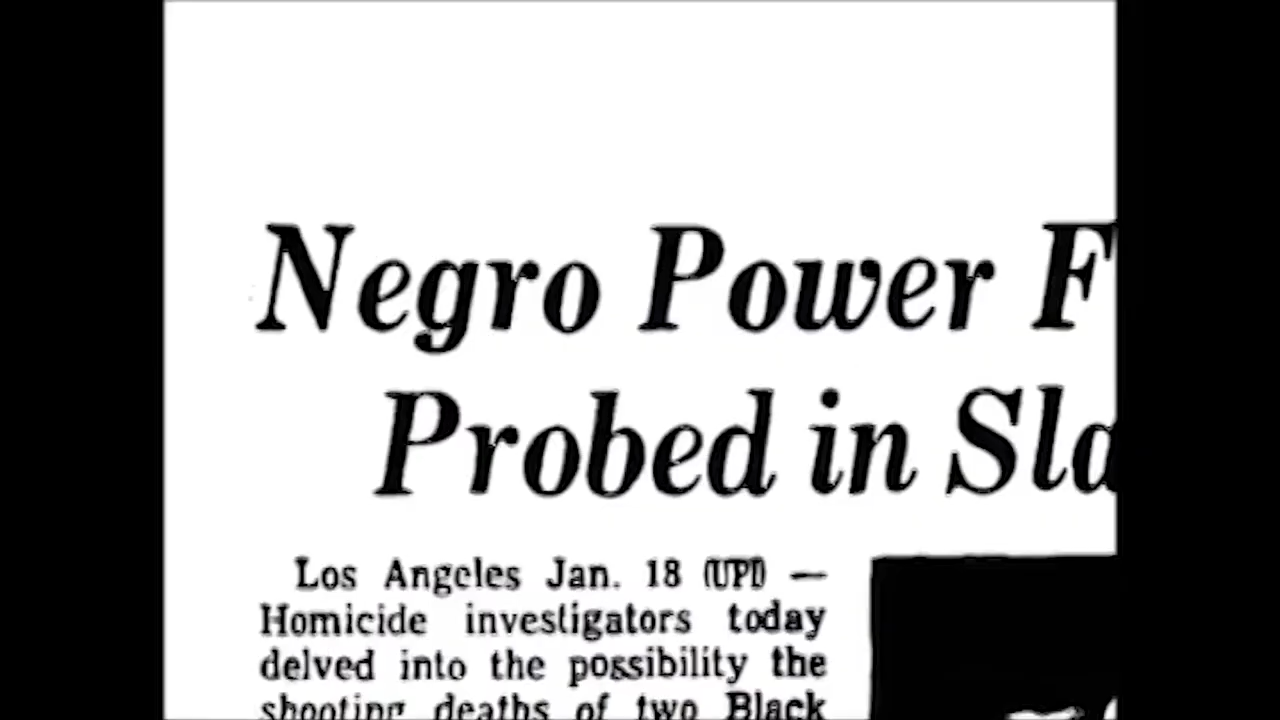 Negro Power F
Probed in Sla
Los Angeles Jan. 18 (UPI) —
Homicide investigators today
delved into the possibility the
shooting deaths of two Black